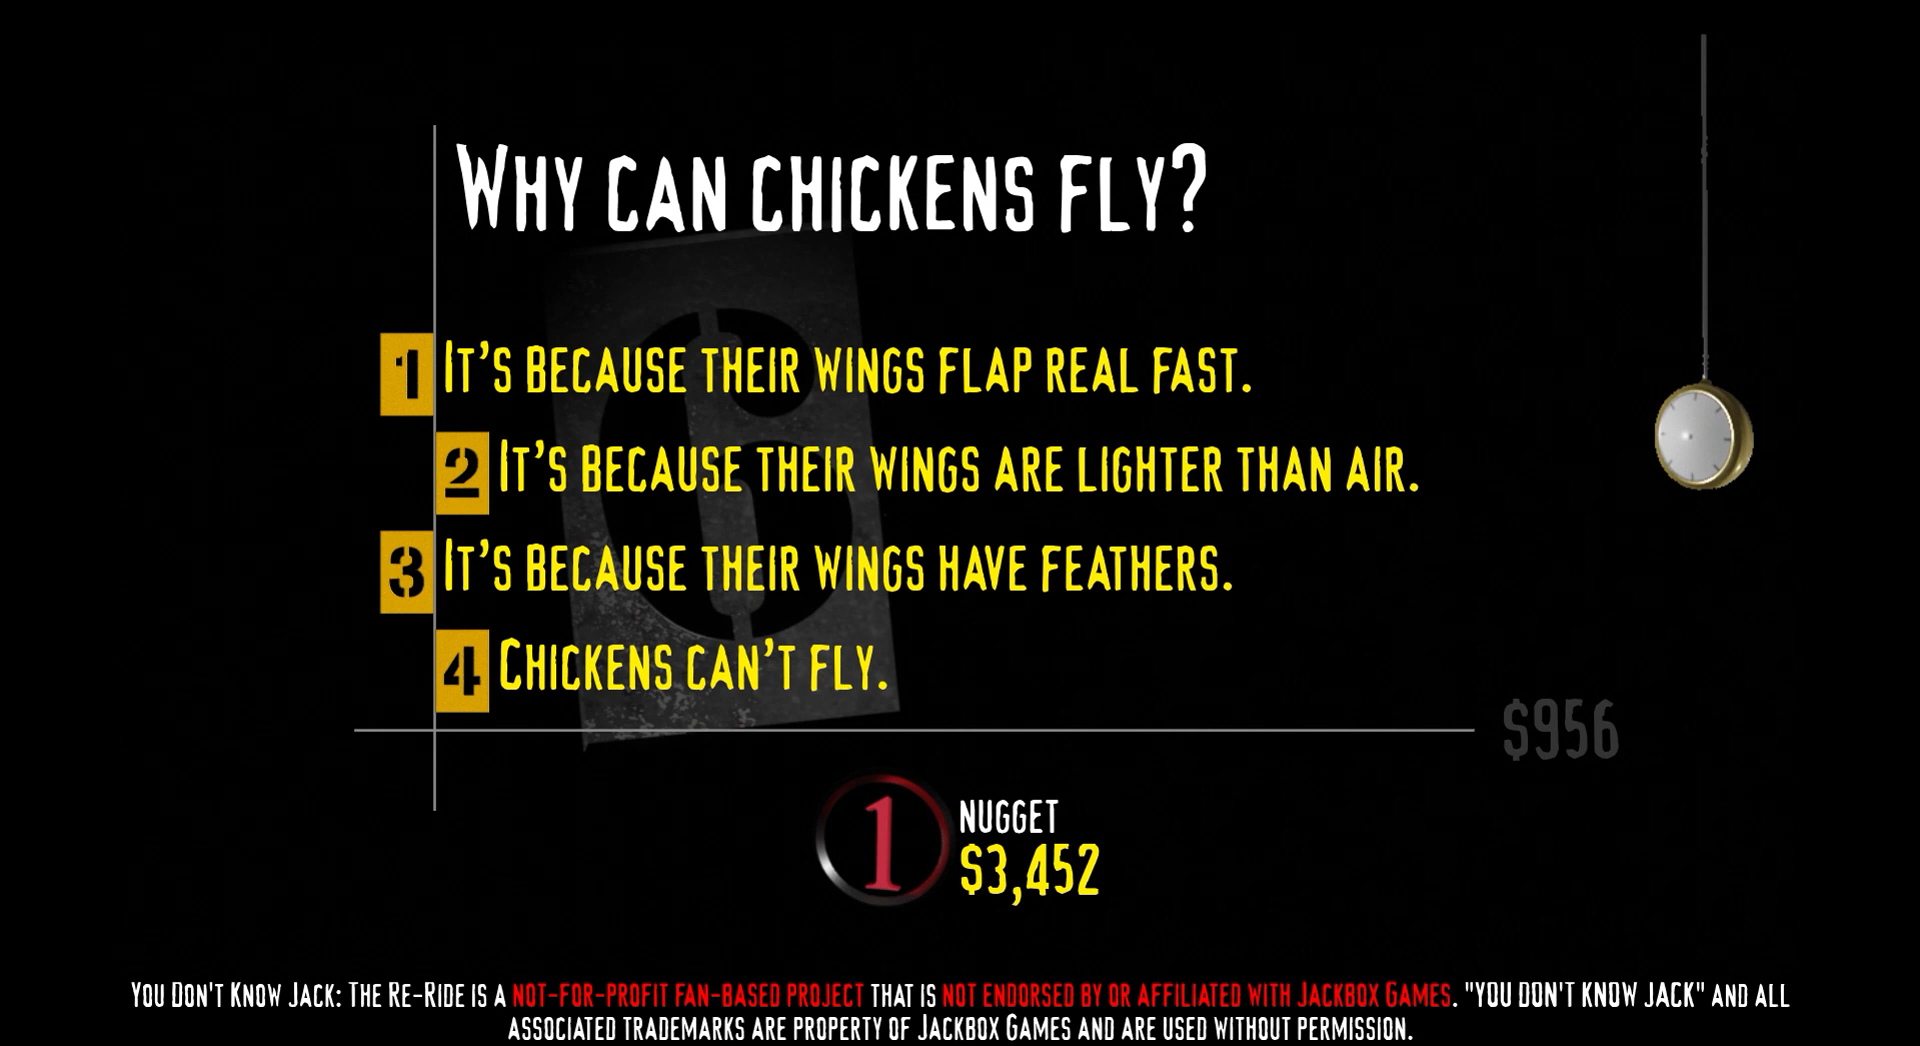 WHY CAN CHICKENS FLY?
1 IT'S BECAUSE THEIR WINGS FLAP REAL FAST.
2 IT'S BECAUSE THEIR WINGS ARE LIGHTER THAN AIR.
3 IT'S BECAUSE THEIR WINGS HAVE FEATHERS.
4 CHICKENS CAN'T FLY.
6
$956
1 NUGGET
$3,452
YOU DON'T KNOW JACK: THE RE-RIDE IS A NOT-FOR-PROFIT FAN-BASED PROJECT THAT IS NOT ENDORSED BY OR AFFILIATED WITH JACKBOX GAMES. "YOU DON'T KNOW JACK" AND ALL
ASSOCIATED TRADEMARKS ARE PROPERTY OF JACKBOX GAMES AND ARE USED WITHOUT PERMISSION.